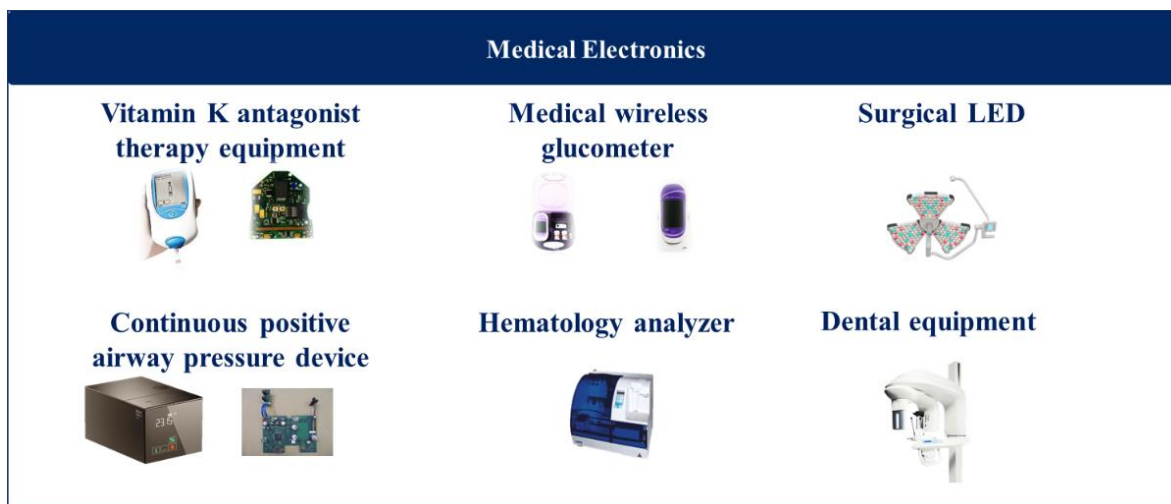 Medical Electronics
Vitamin K antagonist
therapy equipment
Medical wireless
glucometer
Surgical LED
Continuous positive
airway pressure device
Hematology analyzer
Dental equipment